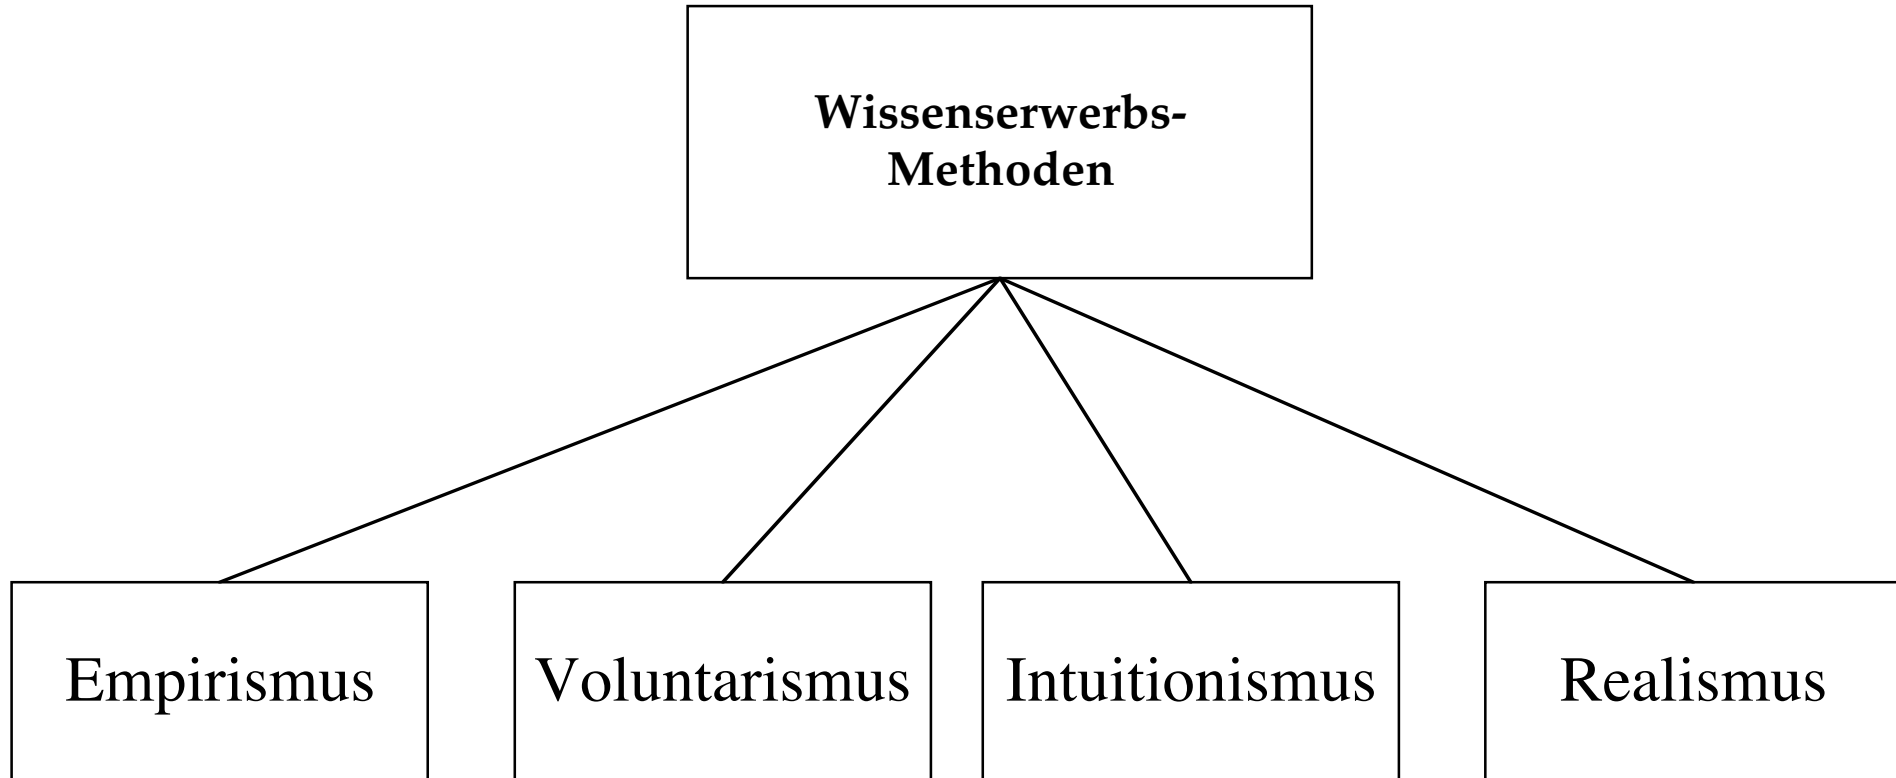 Wissenserwerbs-
Methoden
Empirismus
Voluntarismus
Intuitionismus
Realismus